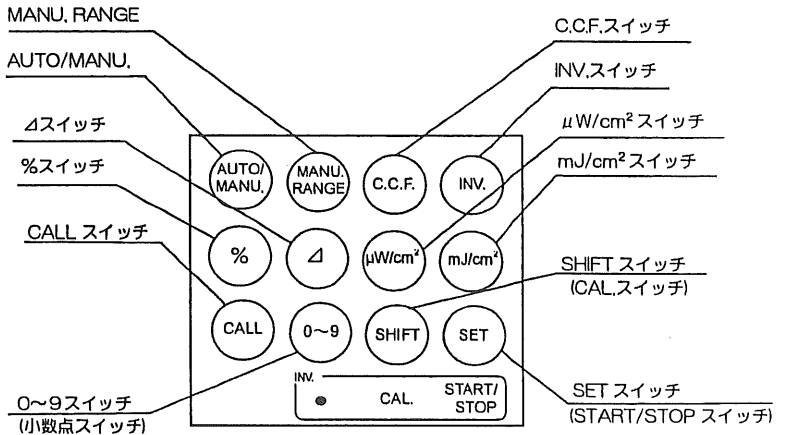 MANU. RANGE
AUTO/MANU.
⊿スイッチ
%スイッチ
CALL スイッチ
0～9スイッチ
(小数点スイッチ)
C.C.F.スイッチ
INV.スイッチ
μW/cm² スイッチ
mJ/cm² スイッチ
SHIFT スイッチ
(CAL.スイッチ)
SET スイッチ
(START/STOP スイッチ)
AUTO/
MANU.
MANU.
RANGE
C.C.F.
INV.
%
⊿
μW/cm²
mJ/cm²
CALL
0～9
SHIFT
SET
INV.
CAL.
START/
STOP